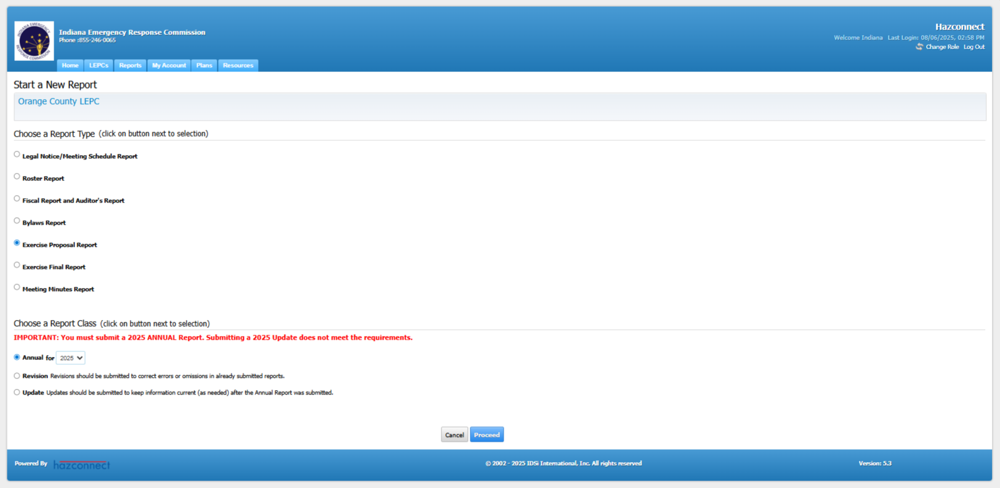 INDIANA EMERGENCY
RESPONSE COMMISSION
Indiana Emergency Response Commission
Phone :855-246-0065
Hazconnect
Welcome Indiana Last Login: 08/06/2025, 02:58 PM
Change Role Log Out
Home LEPCs Reports My Account Plans Resources
Start a New Report
Orange County LEPC
Choose a Report Type (click on button next to selection)
Legal Notice/Meeting Schedule Report
Roster Report
Fiscal Report and Auditor's Report
Bylaws Report
Exercise Proposal Report
Exercise Final Report
Meeting Minutes Report
Choose a Report Class (click on button next to selection)
IMPORTANT: You must submit a 2025 ANNUAL Report. Submitting a 2025 Update does not meet the requirements.
Annual for 2025
Revision Revisions should be submitted to correct errors or omissions in already submitted reports.
Update Updates should be submitted to keep information current (as needed) after the Annual Report was submitted.
Cancel Proceed
Powered By hazconnect © 2002 - 2025 IDSi International, Inc. All rights reserved Version: 5.3